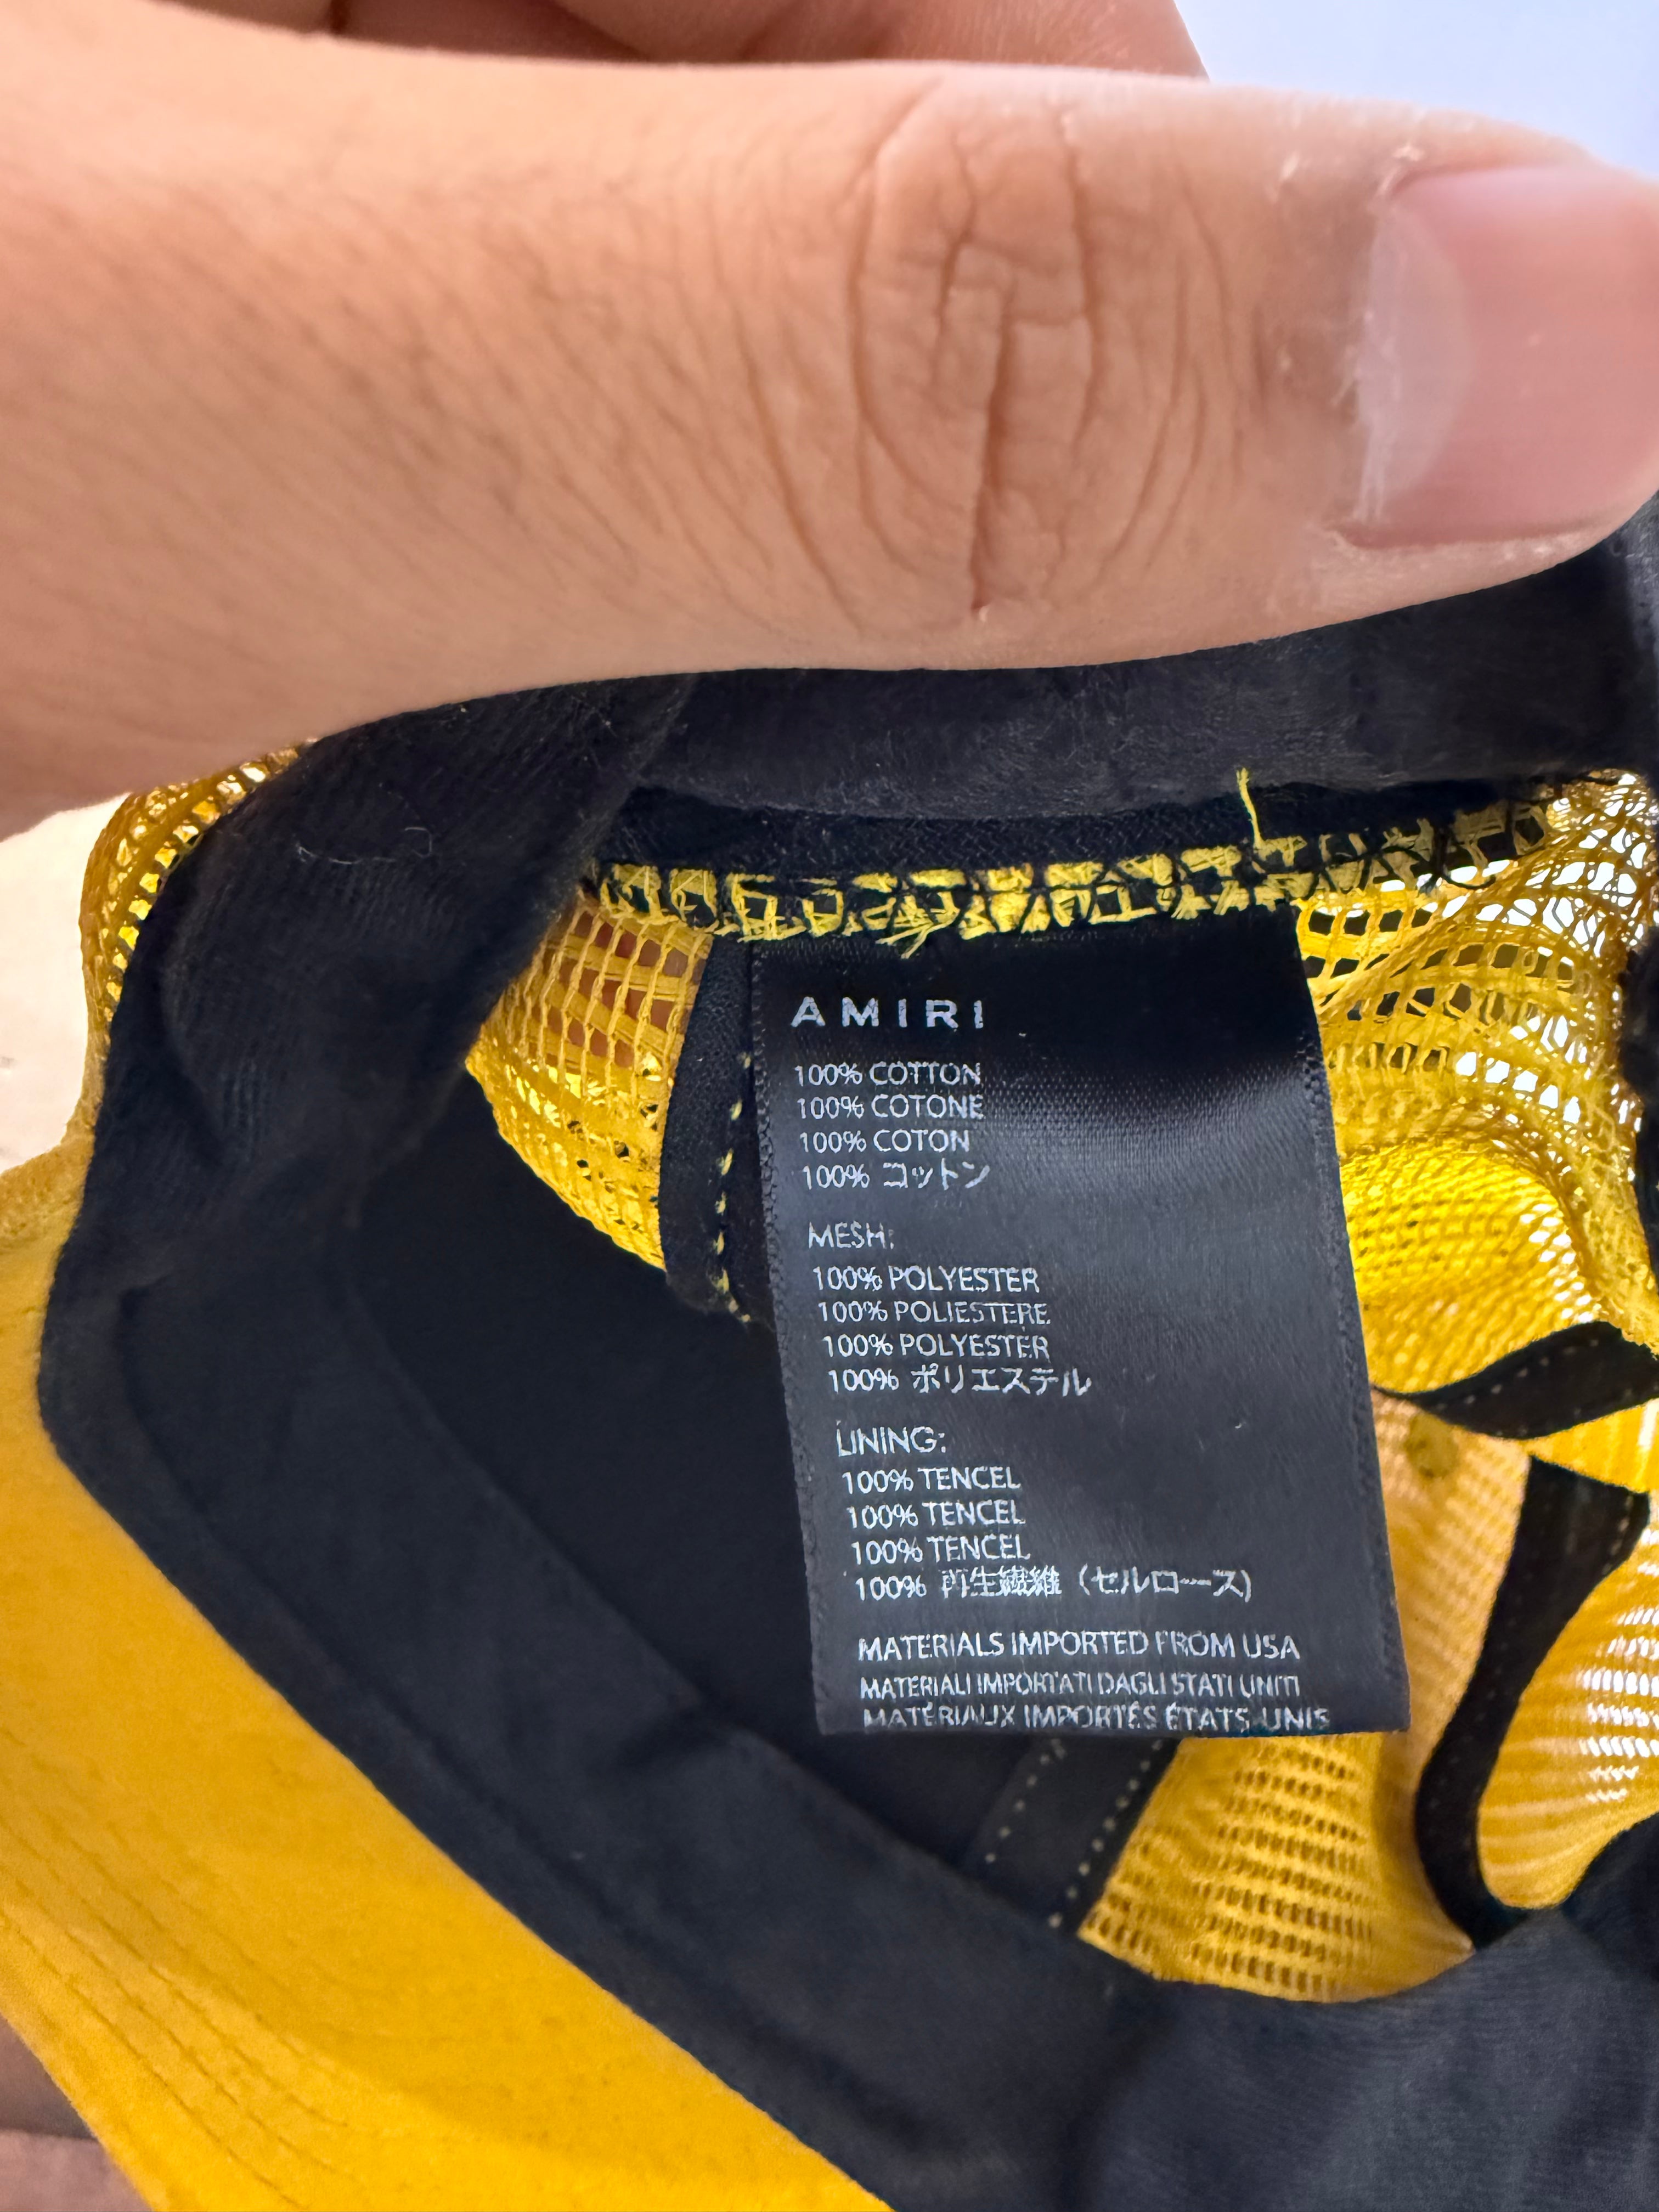 AMIRI
100% COTTON
100% COTONE
100% COTON
100% コットン
MESH:
100% POLYESTER
100% POLIESTERE
100% POLYESTER
100% ポリエステル
LINING:
100% TENCEL
100% TENCEL
100% TENCEL
100% 再生繊維 (セルロース)
MATERIALS IMPORTED FROM USA
MATERIALI IMPORTATI DAGLI STATI UNITI
MATÉRIAUX IMPORTÉS ÉTATS-UNIS